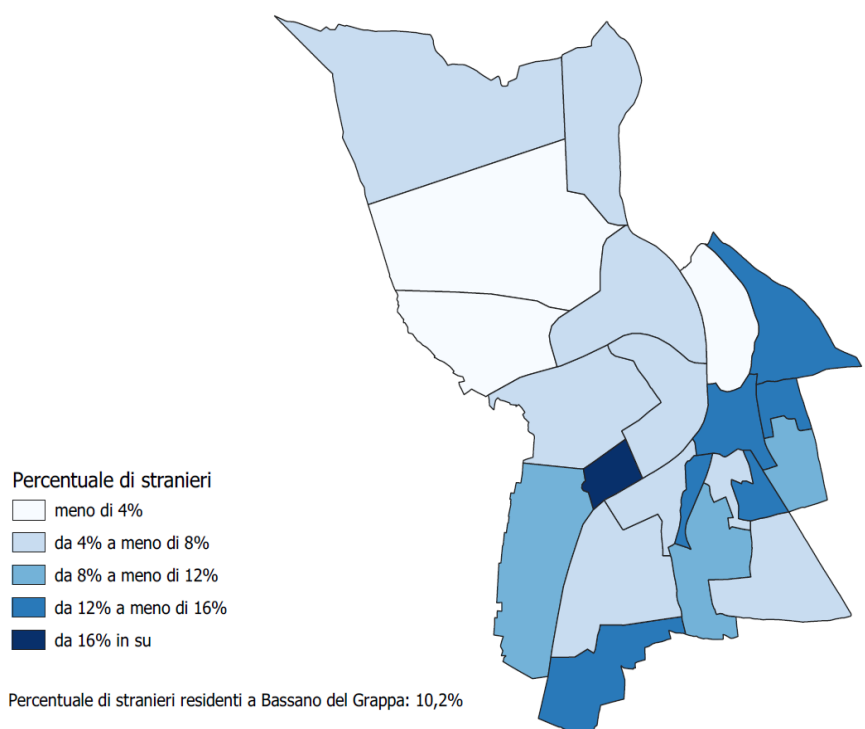 Percentuale di stranieri
meno di 4%
da 4% a meno di 8%
da 8% a meno di 12%
da 12% a meno di 16%
da 16% in su
Percentuale di stranieri residenti a Bassano del Grappa: 10,2%